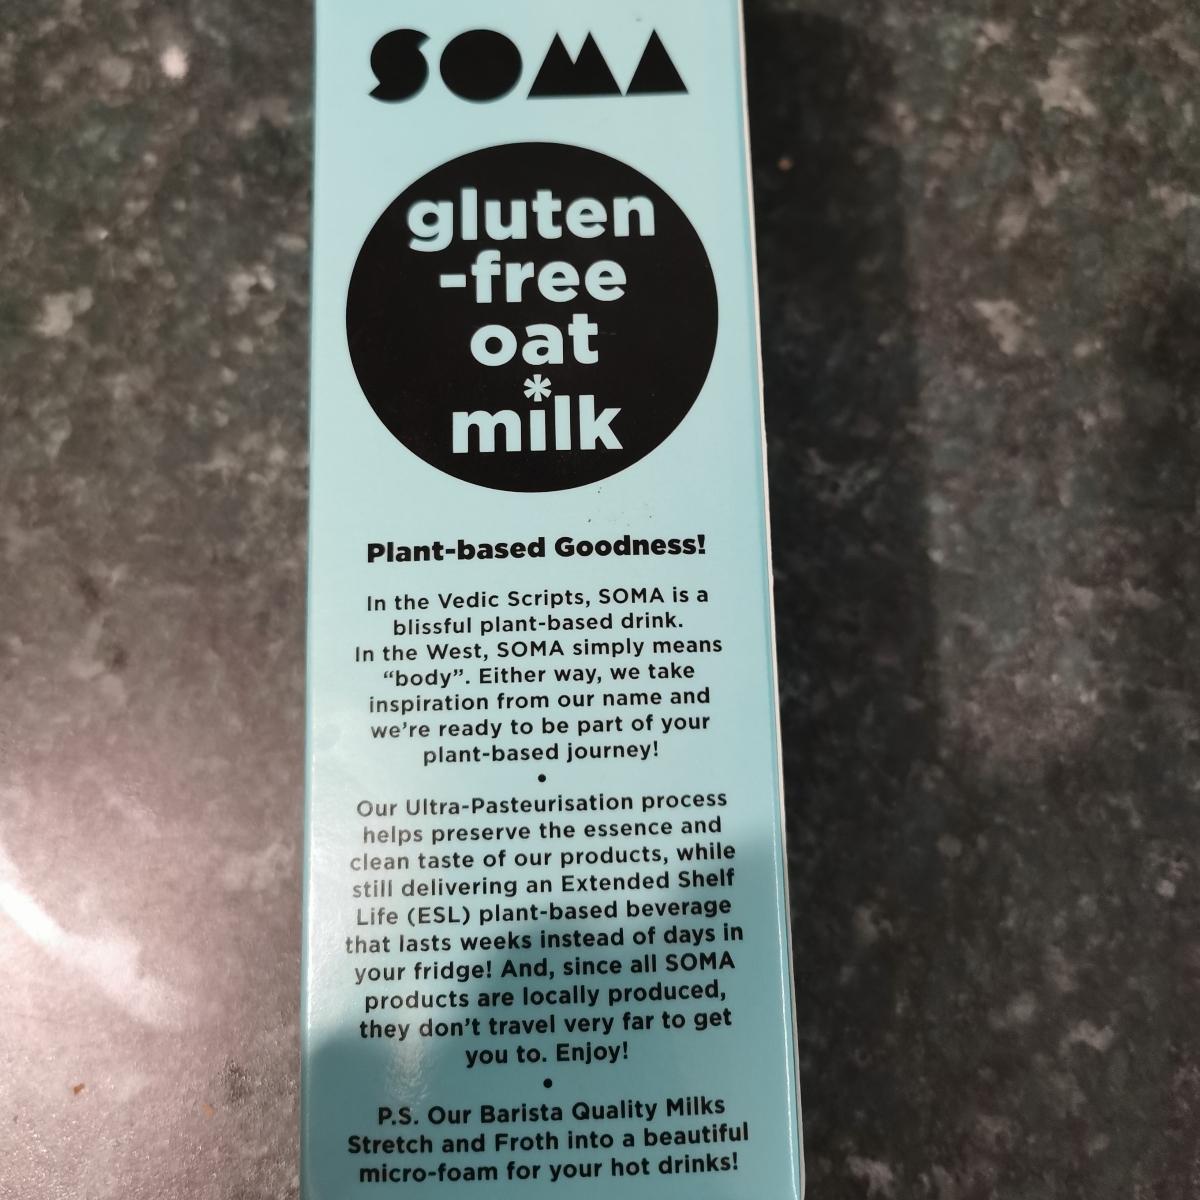 SOMA
gluten
-free
oat
milk*
Plant-based Goodness!
In the Vedic Scripts, SOMA is a
blissful plant-based drink.
In the West, SOMA simply means
“body”. Either way, we take
inspiration from our name and
we’re ready to be part of your
plant-based journey!
•
Our Ultra-Pasteurisation process
helps preserve the essence and
clean taste of our products, while
still delivering an Extended Shelf
Life (ESL) plant-based beverage
that lasts weeks instead of days in
your fridge! And, since all SOMA
products are locally produced,
they don’t travel very far to get
you to. Enjoy!
•
P.S. Our Barista Quality Milks
Stretch and Froth into a beautiful
micro-foam for your hot drinks!